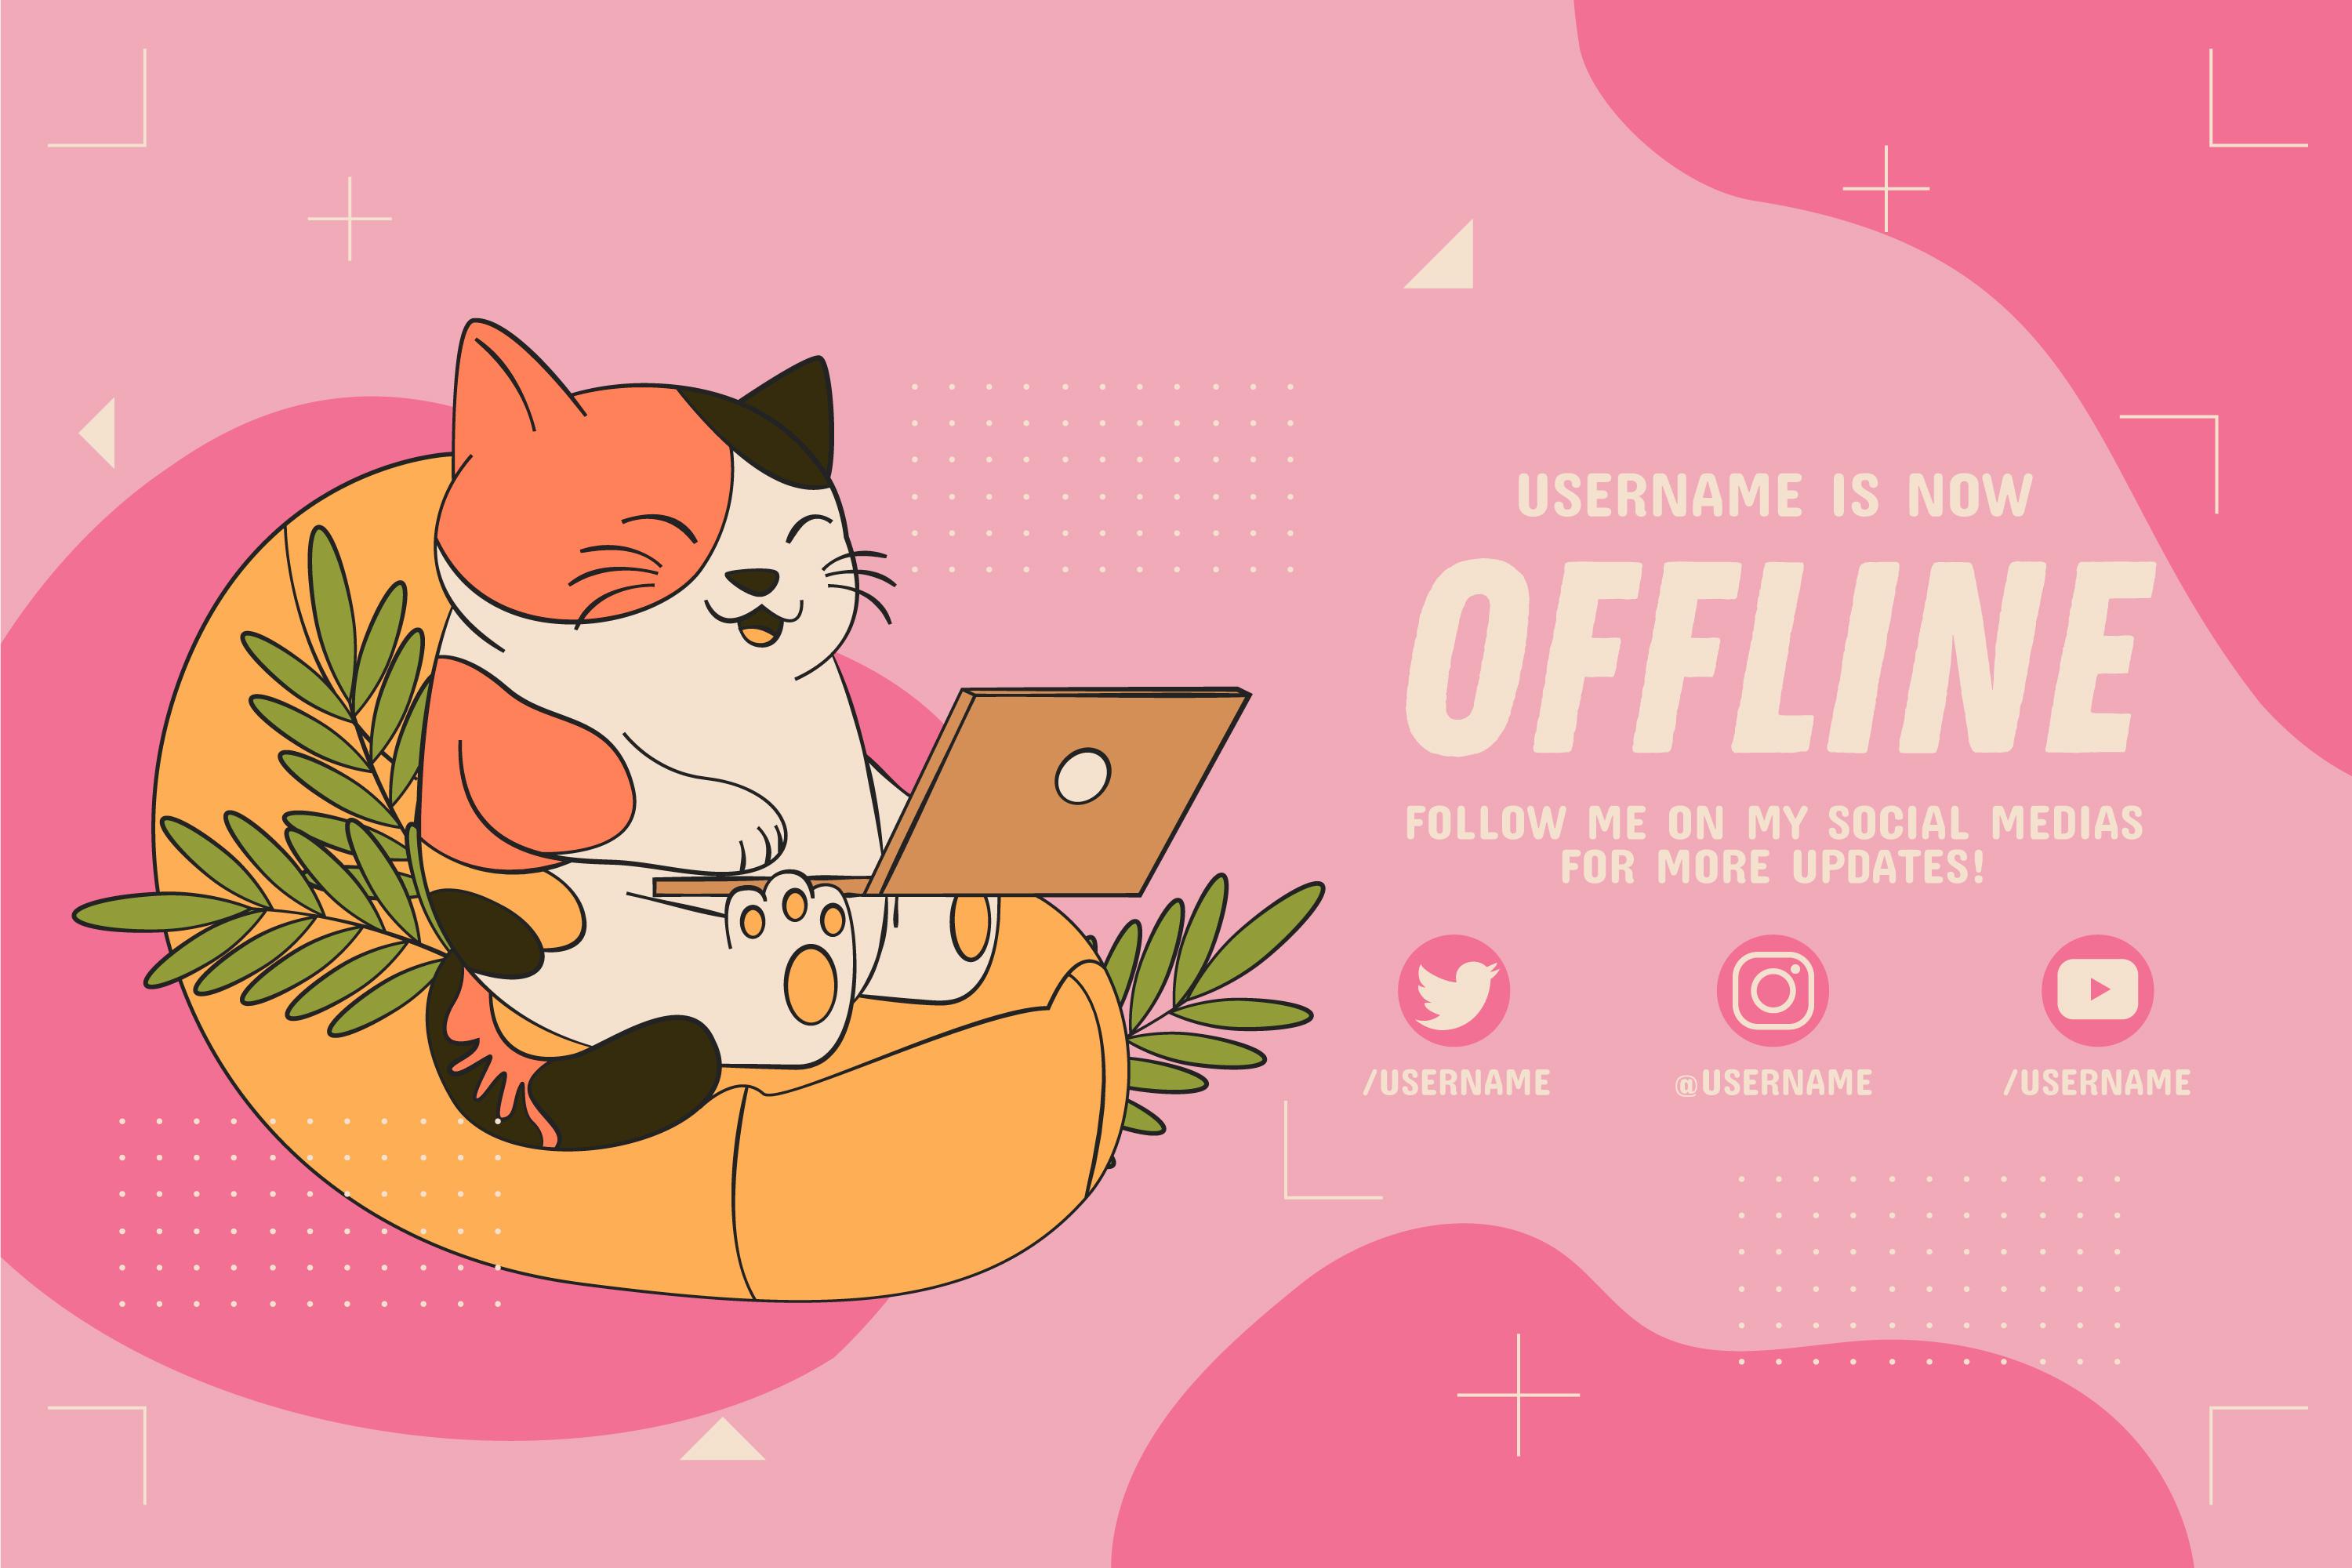 USERNAME IS NOW
OFFLINE
FOLLOW ME ON MY SOCIAL MEDIAS
FOR MORE UPDATES!
/USERNAME
@USERNAME
/USERNAME